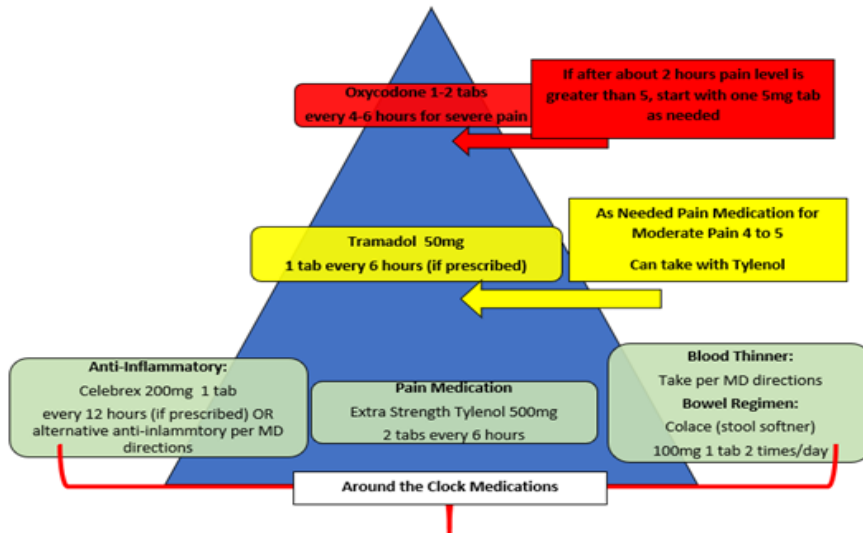 Oxycodone 1-2 tabs
every 4-6 hours for severe pain
If after about 2 hours pain level is
greater than 5, start with one 5mg tab
as needed
Tramadol 50mg
1 tab every 6 hours (if prescribed)
As Needed Pain Medication for
Moderate Pain 4 to 5
Can take with Tylenol
Anti-Inflammatory:
Celebrex 200mg 1 tab
every 12 hours (if prescribed) OR
alternative anti-inlammtory per MD
directions
Pain Medication
Extra Strength Tylenol 500mg
2 tabs every 6 hours
Blood Thinner:
Take per MD directions
Bowel Regimen:
Colace (stool softner)
100mg 1 tab 2 times/day
Around the Clock Medications